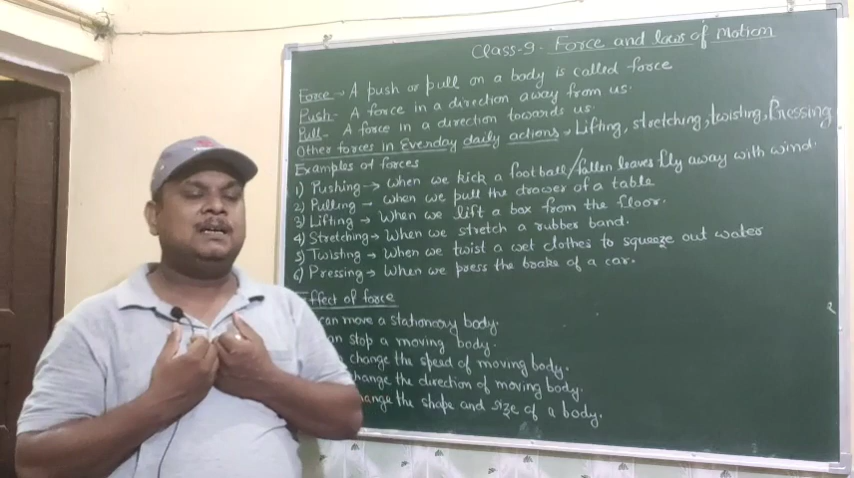 Class-9. Force and laws of Motion
Force - A push or pull on a body is called force
Push- A force in a direction away from us.
Pull- A force in a direction towards us.
Other forces in Everyday daily actions - Lifting, stretching, twisting, Pressing
Examples of forces
1) Pushing -> When we kick a football/fallen leaves fly away with wind.
2) Pulling - when we pull the drawer of a table
3) Lifting -> When we lift a box from the floor.
4) Stretching -> When we stretch a rubber band.
5) Twisting -> When we twist a wet clothes to squeeze out water
6) Pressing -> When we press the brake of a car.
ffect of force
can move a stationary body.
an stop a moving body.
change the speed of moving body.
hange the direction of moving body.
hange the shape and size of a body.